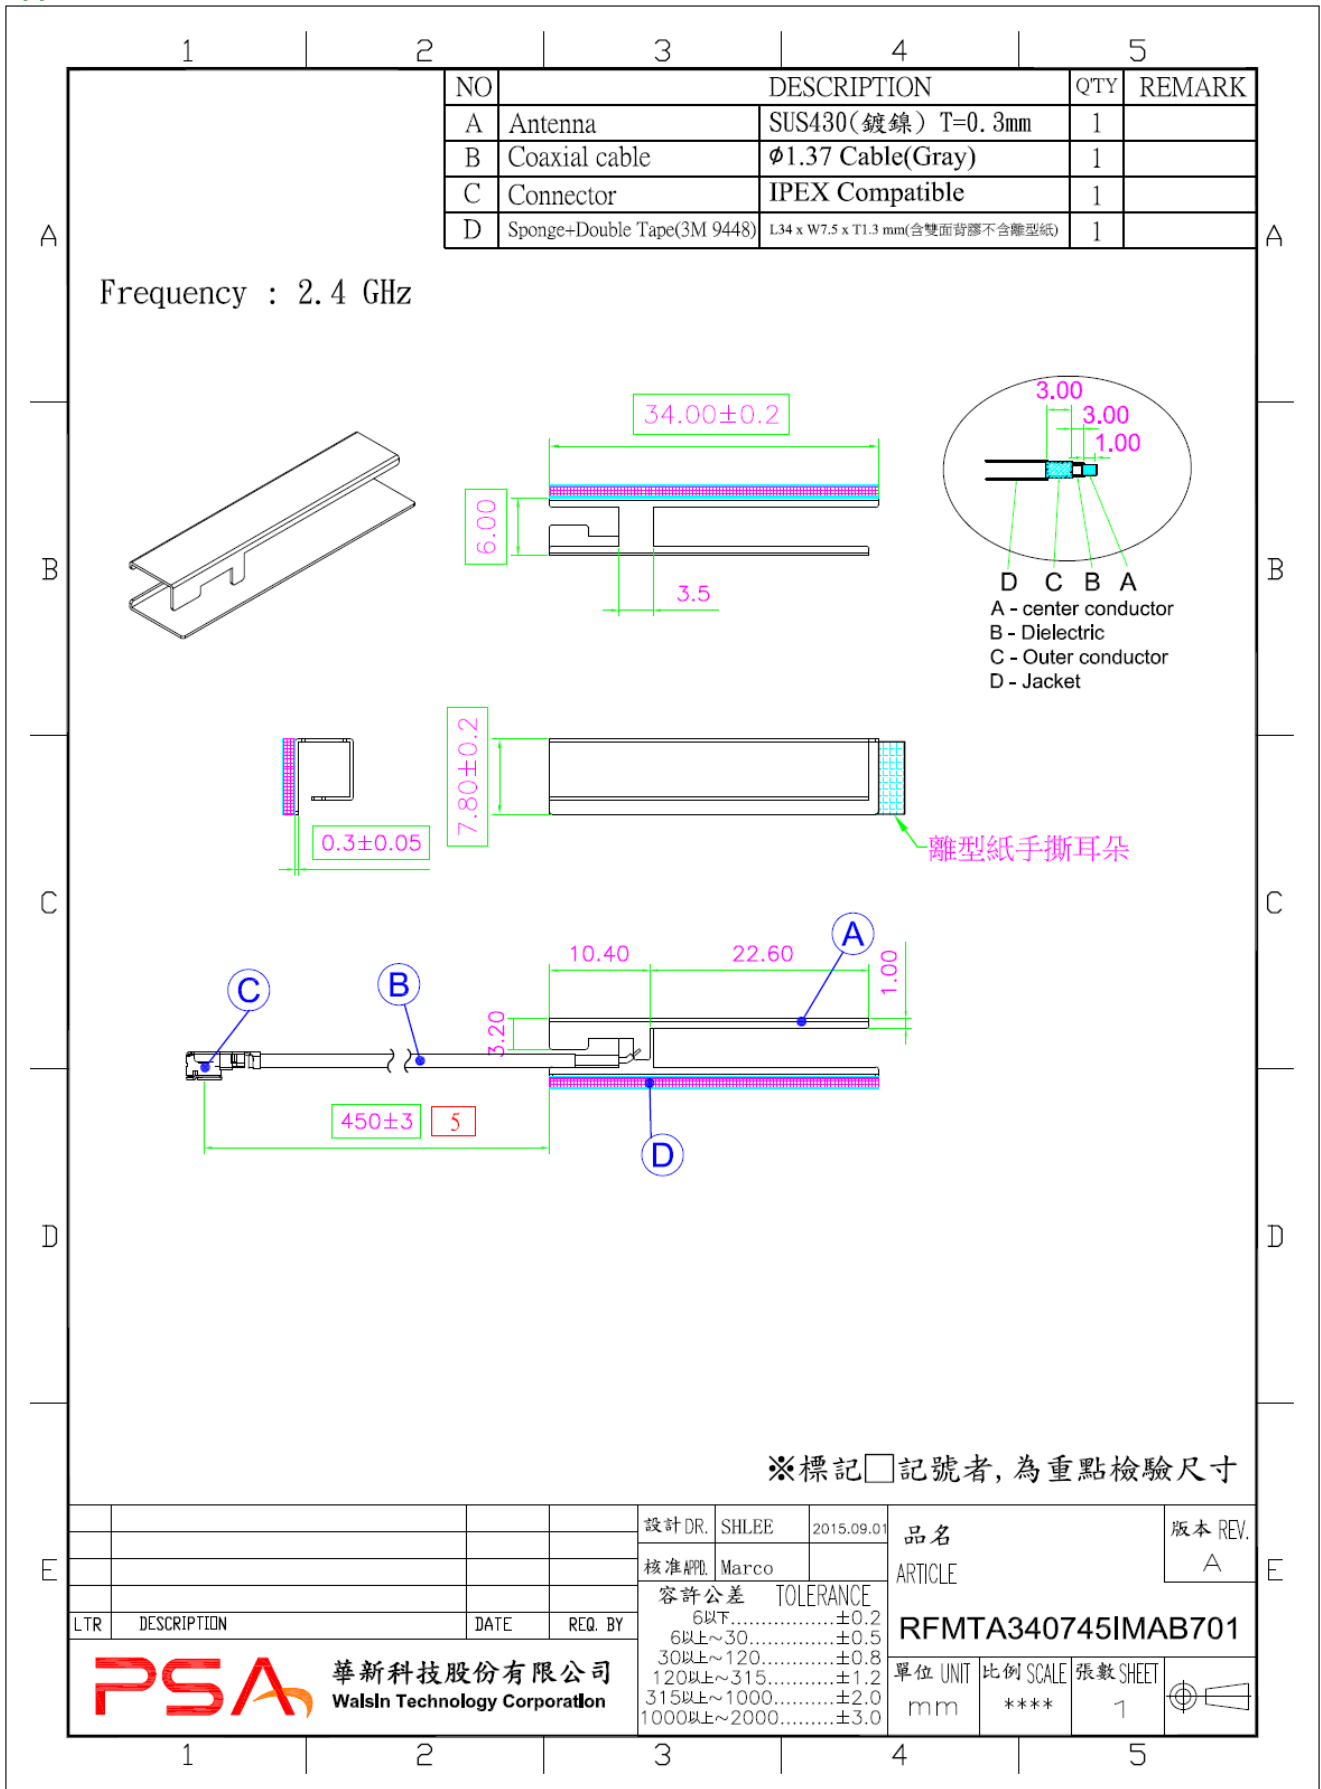 1 2 3 4 5
NO DESCRIPTION Q'TY REMARK
A Antenna SUS430(鍍鎳) T=0.3mm 1
B Coaxial cable ϕ1.37 Cable(Gray) 1
C Connector IPEX Compatible 1
D Sponge+Double Tape(3M 9448) L34 x W7.5 x T1.3 mm(含雙面背膠不含離型紙) 1
A A
Frequency : 2.4 GHz
34.00±0.2
6.00
3.5
3.00
3.00
1.00
D C B A
A - center conductor
B - Dielectric
C - Outer conductor
D - Jacket
B B
7.80±0.2
0.3±0.05
離型紙手撕耳朵
C C
10.40 22.60
A
1.00
C
B
3.20
450±3 5
D
D D
※標記□記號者,為重點檢驗尺寸
設計DR. SHLEE 2015.09.01
核准APPD. Marco
品名
ARTICLE
版本 REV.
A
E E
容許公差 TOLERANCE
6以下................±0.2
6以上~30.............±0.5
30以上~120...........±0.8
120以上~315..........±1.2
315以上~1000.........±2.0
1000以上~2000........±3.0
RFMTA340745IMAB701
LTR DESCRIPTION DATE REQ. BY
PSA 華新科技股份有限公司
Walsin Technology Corporation
單位 UNIT 比例 SCALE 張數 SHEET
mm **** 1
1 2 3 4 5